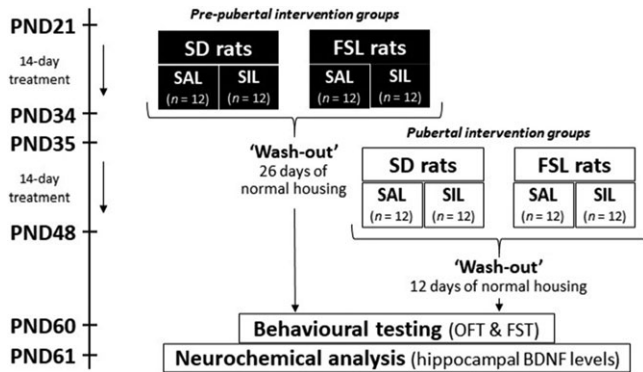 PND21
14-day
treatment
PND34
PND35
14-day
treatment
PND48
PND60
PND61
Pre-pubertal intervention groups
SD rats
SAL SIL
(n = 12) (n = 12)
FSL rats
SAL SIL
(n = 12) (n = 12)
'Wash-out'
26 days of
normal housing
Pubertal intervention groups
SD rats
SAL SIL
(n = 12) (n = 12)
FSL rats
SAL SIL
(n = 12) (n = 12)
'Wash-out'
12 days of normal housing
Behavioural testing (OFT & FST)
Neurochemical analysis (hippocampal BDNF levels)